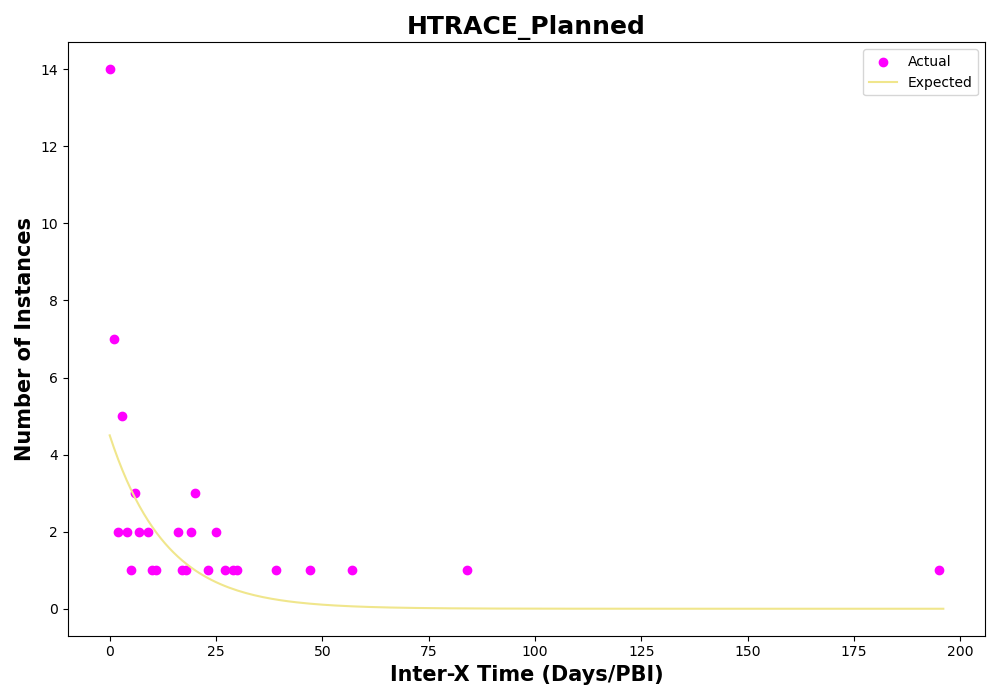 HTRACE_Planned
Actual
Expected
14
12
10
8
6
4
2
0
Number of Instances
0 25 50 75 100 125 150 175 200
Inter-X Time (Days/PBI)